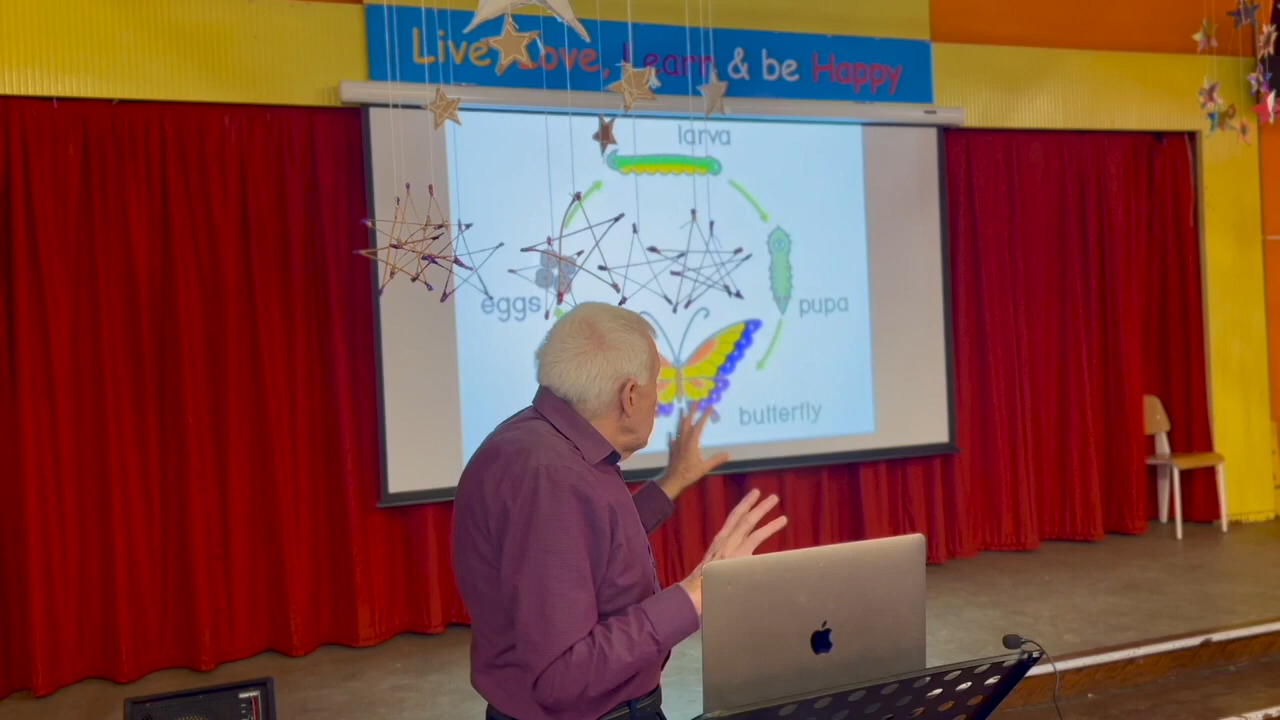 Live, Love, Learn & be Happy
larva
eggs
pupa
butterfly